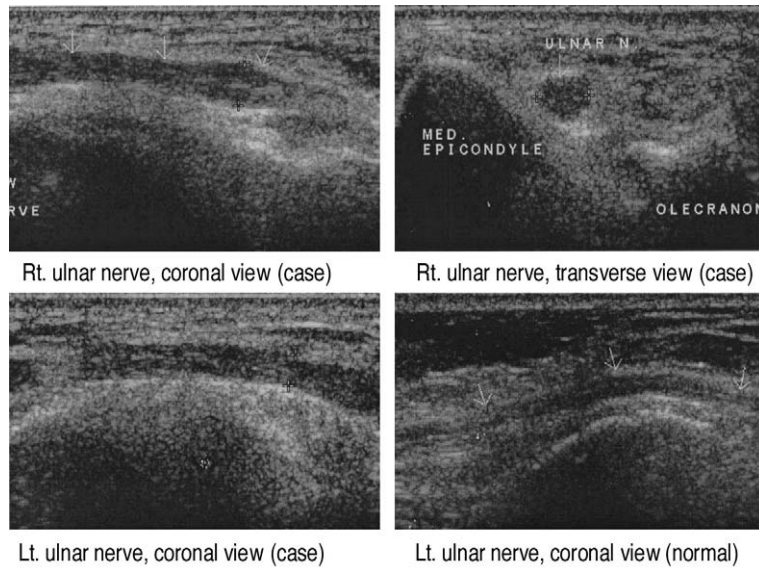 ULNAR N.
MED.
EPICONDYLE
OLECRANON
Rt. ulnar nerve, coronal view (case)
Rt. ulnar nerve, transverse view (case)
Lt. ulnar nerve, coronal view (case)
Lt. ulnar nerve, coronal view (normal)